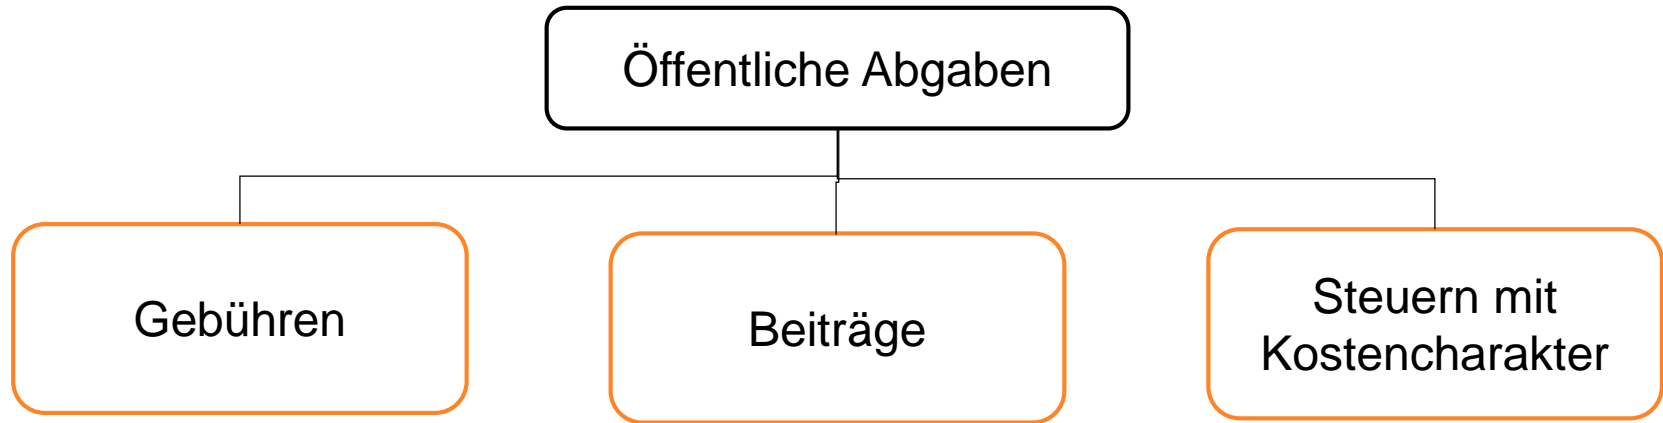 Öffentliche Abgaben
Gebühren
Beiträge
Steuern mit
Kostencharakter